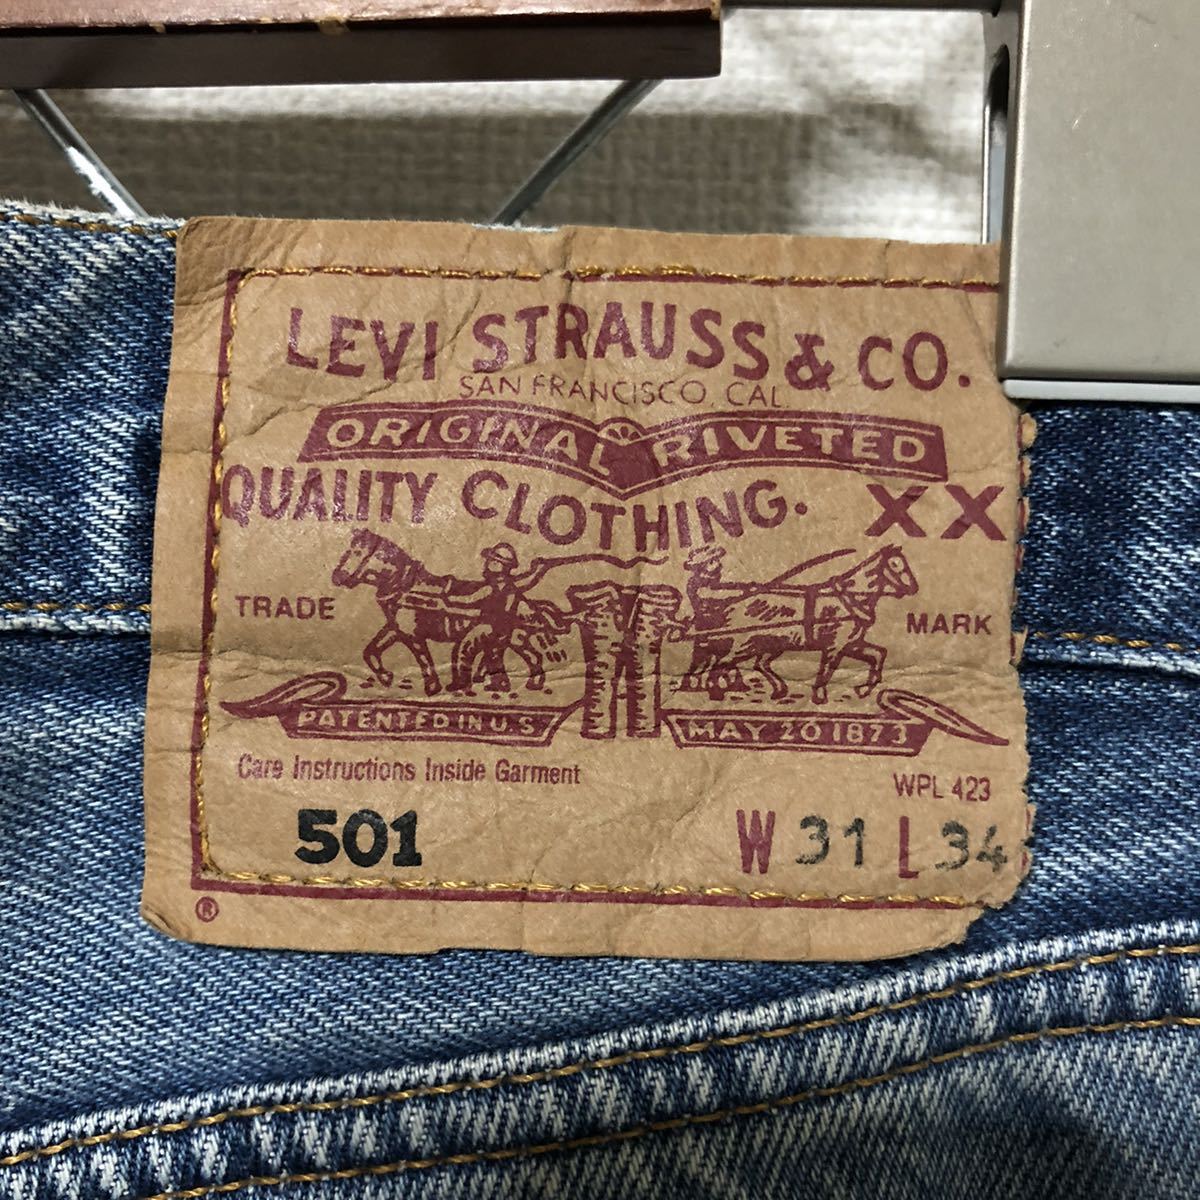 LEVI STRAUSS & CO.
SAN FRANCISCO, CAL.
ORIGINAL RIVETED
QUALITY CLOTHING. XX
TRADE MARK
PATENTED IN U.S MAY 20 1873
Care Instructions Inside Garment WPL 423
501 W 31 L 34
®